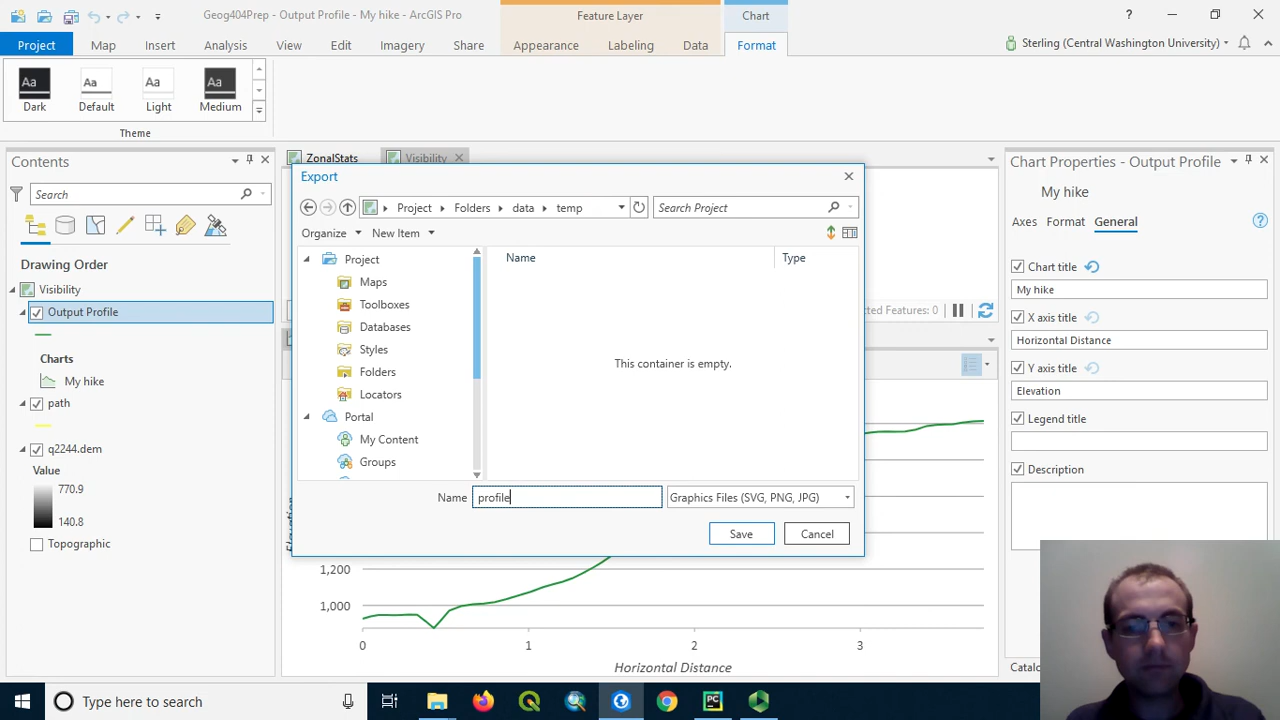 Geog404Prep - Output Profile - My hike - ArcGIS Pro
Feature Layer
Chart
?
Project
Map
Insert
Analysis
View
Edit
Imagery
Share
Appearance
Labeling
Data
Format
Sterling (Central Washington University)
Aa
Aa
Aa
Aa
Dark
Default
Light
Medium
Theme
Contents
Search
Drawing Order
Visibility
Output Profile
Charts
My hike
path
q2244.dem
Value
770.9
140.8
Topographic
ZonalStats
Visibility
Export
Project
Folders
data
temp
Search Project
Organize
New Item
Project
Maps
Toolboxes
Databases
Styles
Folders
Locators
Portal
My Content
Groups
Name
Type
This container is empty.
Name
profile
Graphics Files (SVG, PNG, JPG)
Save
Cancel
Features: 0
1,200
1,000
0
1
2
3
Horizontal Distance
Chart Properties - Output Profile
My hike
Axes
Format
General
?
Chart title
My hike
X axis title
Horizontal Distance
Y axis title
Elevation
Legend title
Description
Type here to search
PC